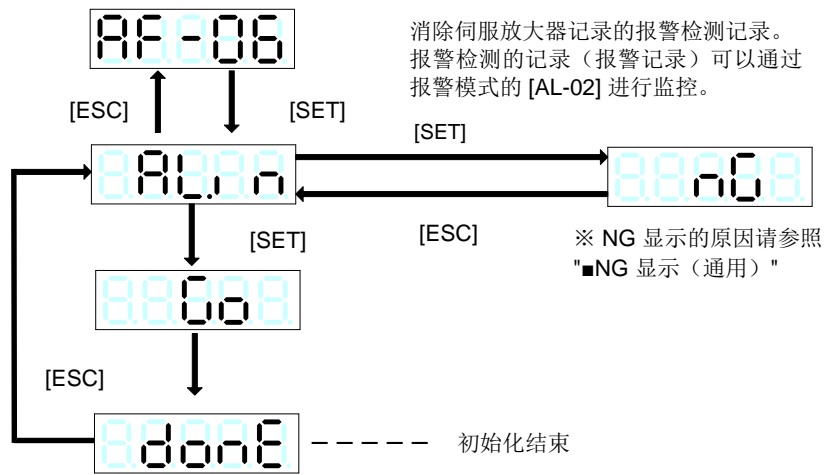 AF-06
消除伺服放大器记录的报警检测记录。
报警检测的记录（报警记录）可以通过
报警模式的 [AL-02] 进行监控。
[ESC]
[SET]
[SET]
AL.in
nG
[SET]
[ESC]
※ NG 显示的原因请参照
"■NG 显示（通用）"
Go
[ESC]
donE
初始化结束